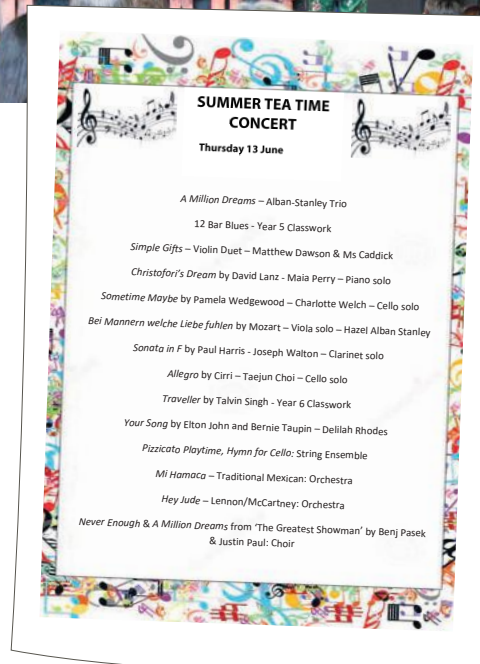 SUMMER TEA TIME
CONCERT
Thursday 13 June
A Million Dreams – Alban-Stanley Trio
12 Bar Blues - Year 5 Classwork
Simple Gifts – Violin Duet – Matthew Dawson & Ms Caddick
Christofori's Dream by David Lanz - Maia Perry – Piano solo
Sometime Maybe by Pamela Wedgewood – Charlotte Welch – Cello solo
Bei Mannern welche Liebe fuhlen by Mozart – Viola solo – Hazel Alban Stanley
Sonata in F by Paul Harris - Joseph Walton – Clarinet solo
Allegro by Cirri – Taejun Choi – Cello solo
Traveller by Talvin Singh - Year 6 Classwork
Your Song by Elton John and Bernie Taupin – Delilah Rhodes
Pizzicato Playtime, Hymn for Cello: String Ensemble
Mi Hamaca – Traditional Mexican: Orchestra
Hey Jude – Lennon/McCartney: Orchestra
Never Enough & A Million Dreams from 'The Greatest Showman' by Benj Pasek
& Justin Paul: Choir